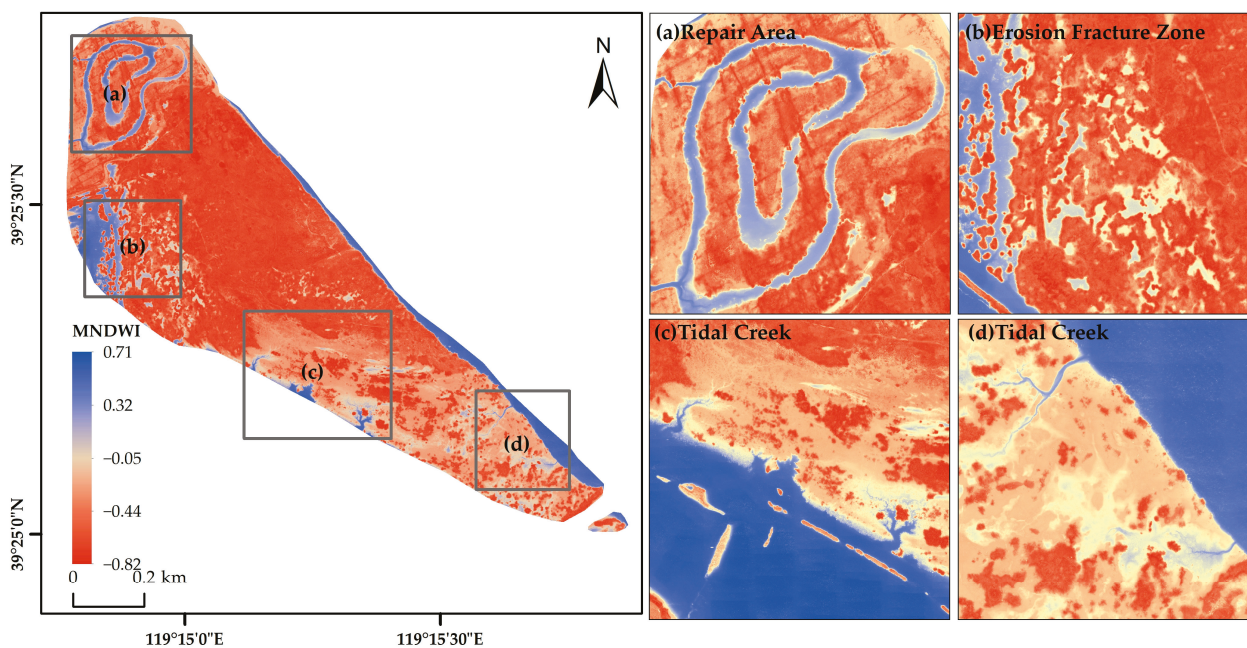 (a)Repair Area
(b)Erosion Fracture Zone
N
(a)
39°25'30"N
(b)
MNDWI
0.71
0.32
−0.05
−0.44
−0.82
0 0.2 km
(c)
(d)
(c)Tidal Creek
(d)Tidal Creek
39°25'0"N
119°15'0"E
119°15'30"E